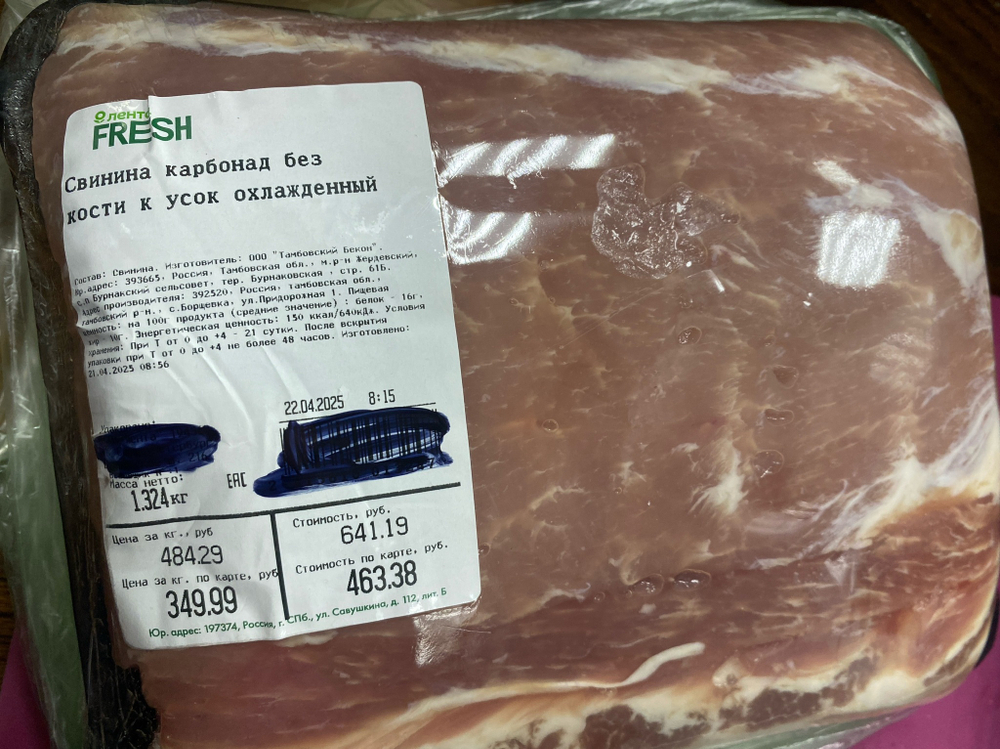 лента
FRESH
Свинина карбонад без
кости к усок охлажденный
Состав: Свинина. Изготовитель: ООО "Тамбовский Бекон".
Юр.адрес: 393665, Россия, Тамбовская обл., м.р-н Жердевский,
с.п Бурнакский сельсовет, тер. Бурнаковская , стр. 61Б.
Адрес производителя: 392520, Россия, тамбовская обл.,
тамбовский р-н., с.Борщевка, ул.Придорожная 1. Пищевая
ценность: на 100г продукта (средние значение) : белок - 16г,
жир 10г. Энергетическая ценность: 150 ккал/640кДж. Условия
хранения: При Т от 0 до +4 - 21 сутки. После вскрытия
упаковки при Т от 0 до +4 не более 48 часов. Изготовлено:
21.04.2025 08:56
22.04.2025 8:15
Упаковано:
Масса нетто:
1.324кг
EAC
Цена за кг., руб
484.29
Цена за кг. по карте, руб
349.99
Стоимость, руб.
641.19
Стоимость по карте, руб.
463.38
Юр. адрес: 197374, Россия, г. СПб., ул. Савушкина, д. 112, лит. Б